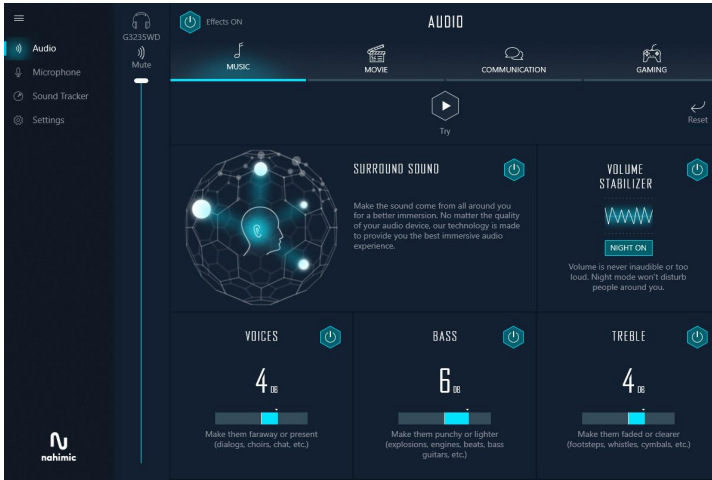 Audio
Microphone
Sound Tracker
Settings
nahimic
G3235WD
Mute
Effects ON
AUDIO
MUSIC
MOVIE
COMMUNICATION
GAMING
Try
Reset
SURROUND SOUND
Make the sound come from all around you
for a better immersion. No matter the quality
of your audio device, our technology is made
to provide you the best immersive audio
experience.
VOLUME
STABILIZER
NIGHT ON
Volume is never inaudible or too
loud. Night mode won't disturb
people around you.
VOICES
4 DB
Make them faraway or present
(dialogs, choirs, chat, etc.)
BASS
6 DB
Make them punchy or lighter
(explosions, engines, beats, bass
guitars, etc.)
TREBLE
4 DB
Make them faded or clearer
(footsteps, whistles, cymbals, etc.)